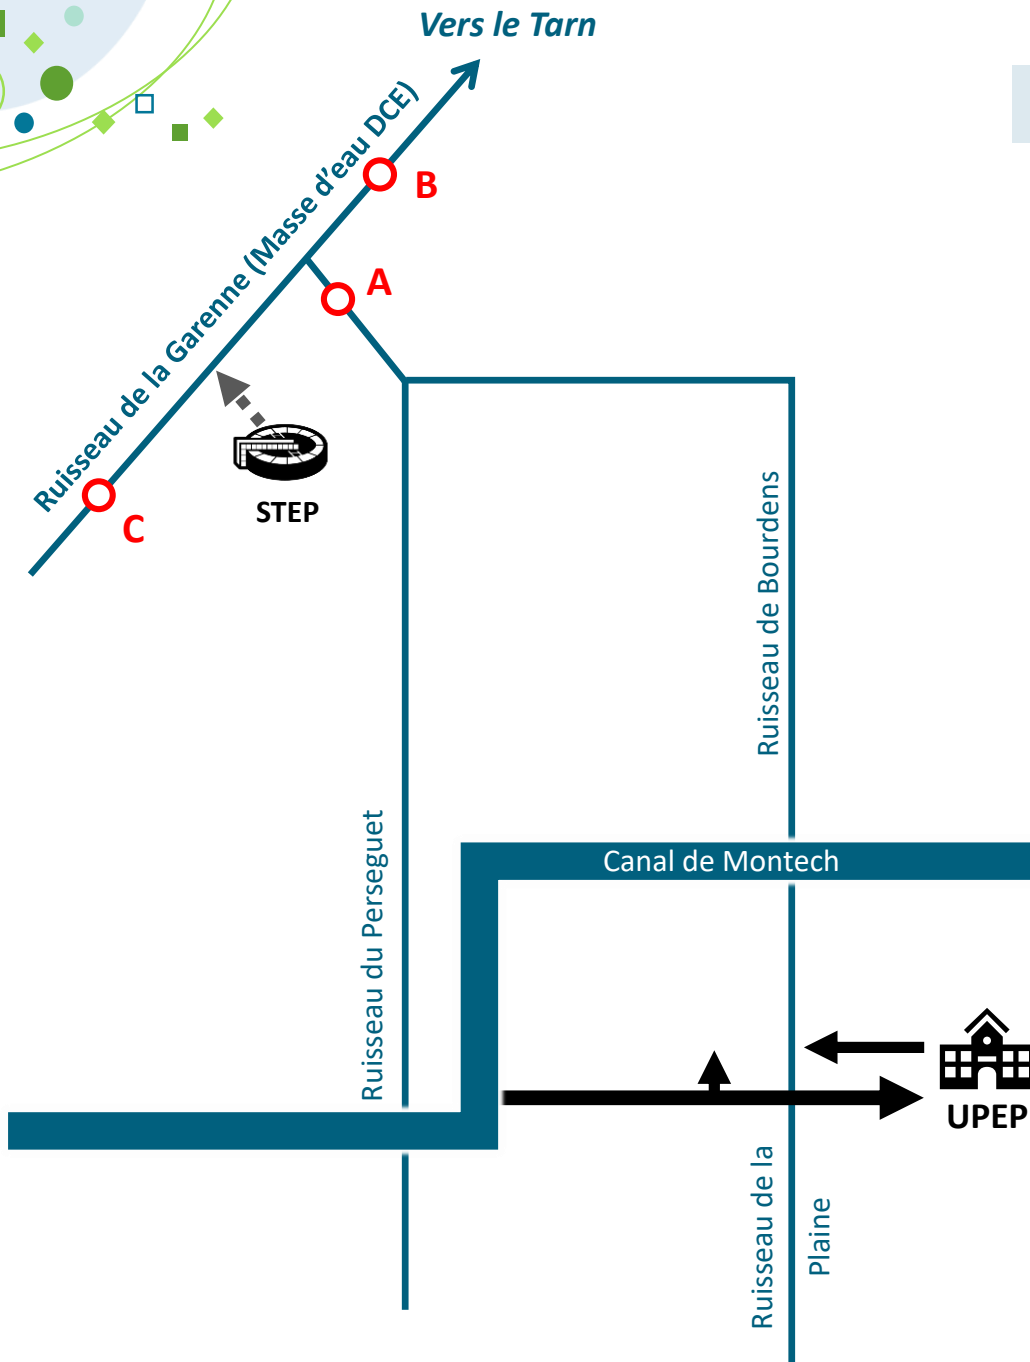 Vers le Tarn
Ruisseau de la Garenne (Masse d'eau DCE)
B
A
C
STEP
Ruisseau de Bourdens
Ruisseau du Perseguet
Canal de Montech
UPEP
Ruisseau de la
Plaine